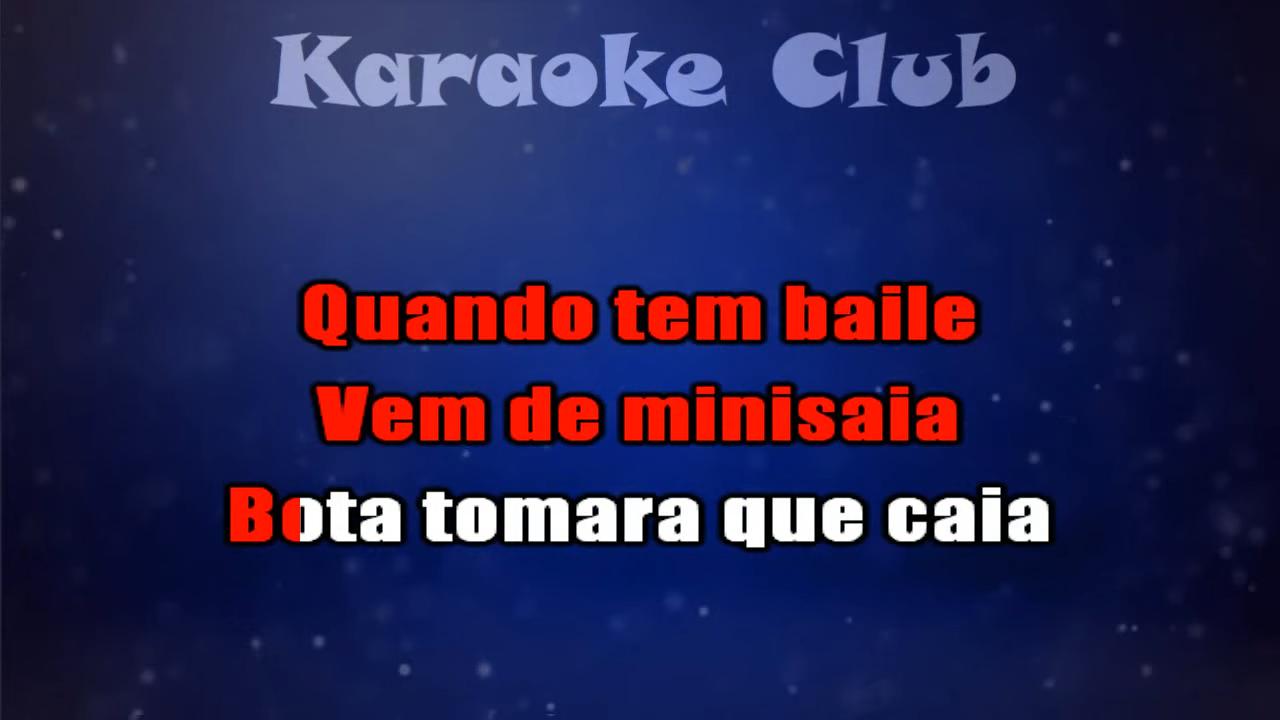 Karaoke Club
Quando tem baile
Vem de minisaia
Bota tomara que caia